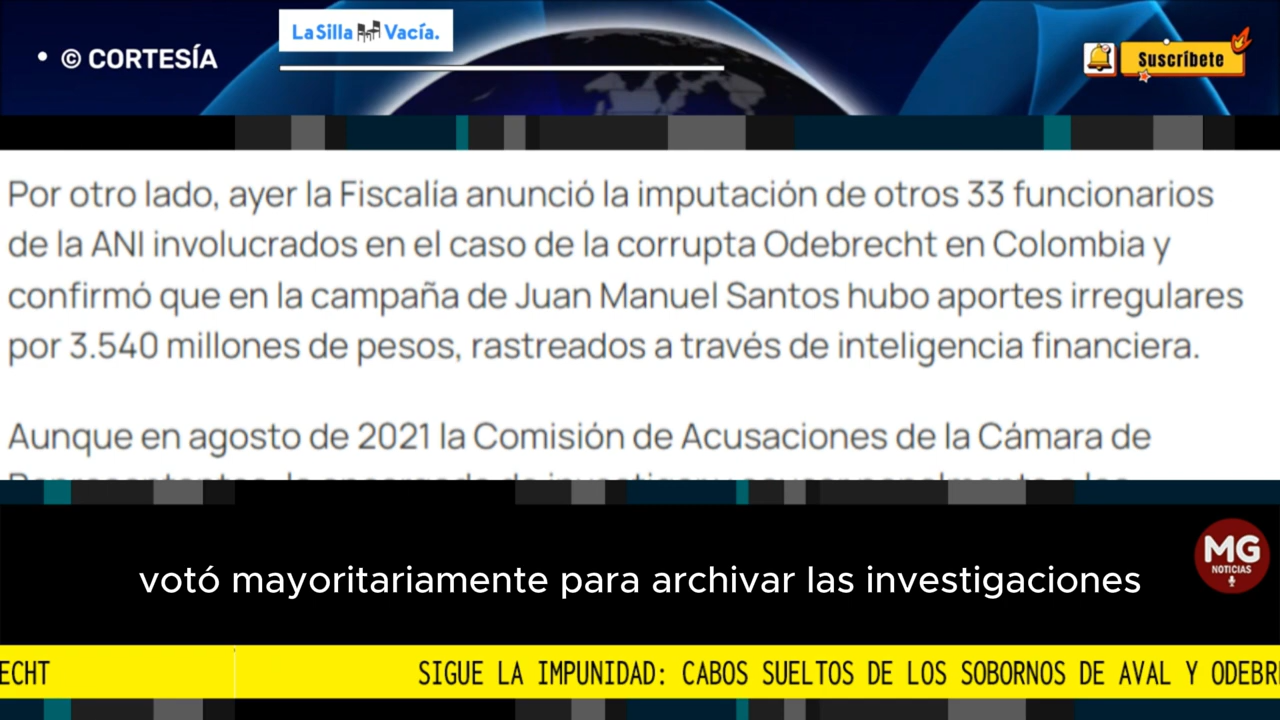 • © CORTESÍA
La Silla Vacía.
Suscríbete
Por otro lado, ayer la Fiscalía anunció la imputación de otros 33 funcionarios
de la ANI involucrados en el caso de la corrupta Odebrecht en Colombia y
confirmó que en la campaña de Juan Manuel Santos hubo aportes irregulares
por 3.540 millones de pesos, rastreados a través de inteligencia financiera.
Aunque en agosto de 2021 la Comisión de Acusaciones de la Cámara de
votó mayoritariamente para archivar las investigaciones
MG
NOTICIAS
ECHT SIGUE LA IMPUNIDAD: CABOS SUELTOS DE LOS SOBORNOS DE AVAL Y ODEBR